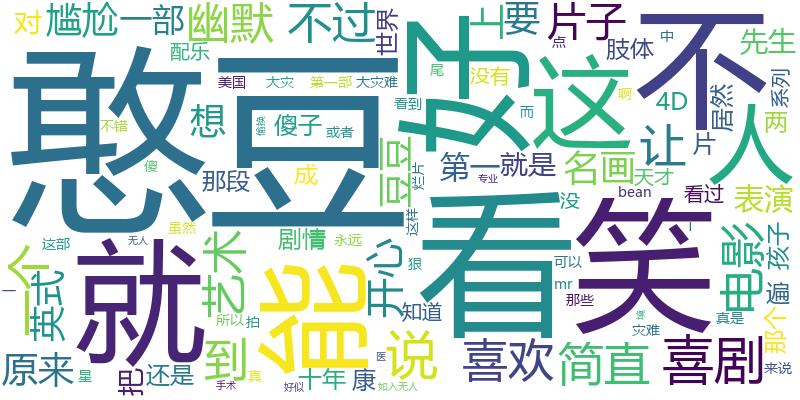 对
尴尬
一部
幽默
不过
世界
好
上
要
片子
不
先生
配乐
美国
大灾
第一部
大灾难
尾
没有
点
中
肢体
系列
憨豆
想
傻子
或者
看到
而
这
4D
居然
两
不错
傻
那段
成
豆豆
烂片
第一
就是
专业
啊
名画
让
片
人
天才
没
bean
看过
表演
虽然
这部
无人
剧情
永远
这样
一个
英式
就
艺术
能
开心
狠
看
笑
可以
mr
那些
电影
孩子
遍
那个
所以
拍
知道
灾难
真是
原来
星
把
还是
到
手术
真
好似
十年
康
医
说
如入无人
喜欢
简直
喜剧
来说